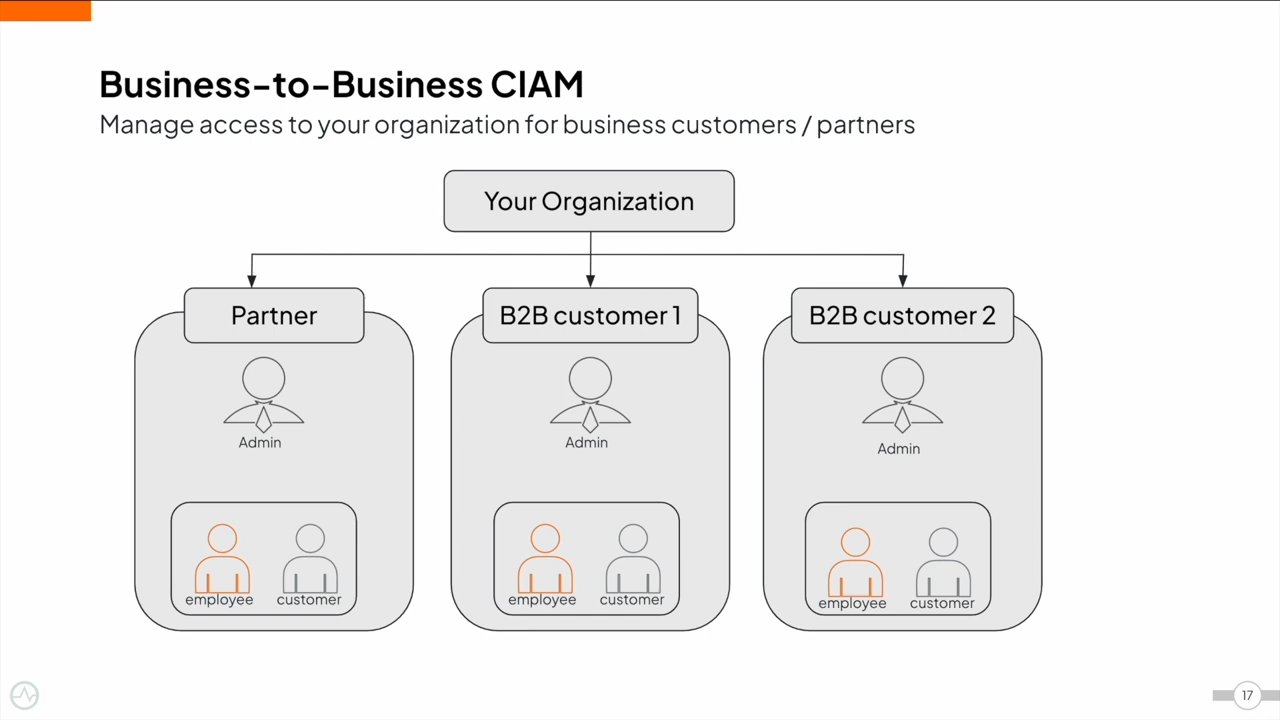 Business-to-Business CIAM
Manage access to your organization for business customers / partners
Your Organization
Partner
B2B customer 1
B2B customer 2
Admin
Admin
Admin
employee
customer
employee
customer
employee
customer
17